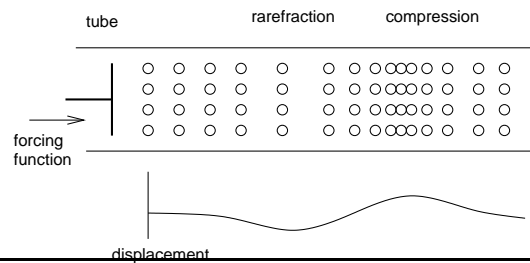 tube
rarefraction
compression
forcing
function
displacement